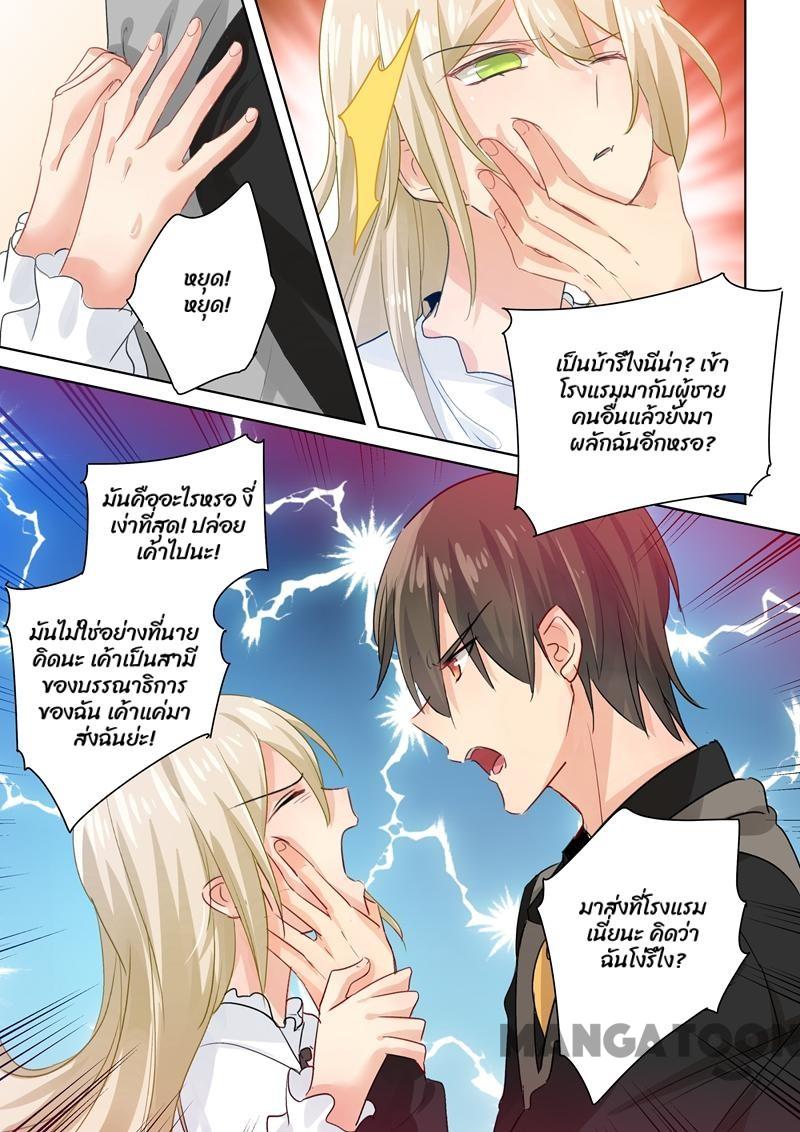 หยุด!
หยุด!
เป็นบ้ารึไงนีน่า? เข้า
โรงแรมมากับผู้ชาย
คนอื่นแล้วยังมา
ผลักฉันอีกหรอ?
มันคืออะไรหรอ งี่
เง่าที่สุด! ปล่อย
เค้าไปนะ!
มันไม่ใช่อย่างที่นาย
คิดนะ เค้าเป็นสามี
ของบรรณาธิการ
ของฉัน เค้าแค่มา
ส่งฉันย่ะ!
มาส่งที่โรงแรม
เนี่ยนะ คิดว่า
ฉันโง่รึไง?
MANGATOON